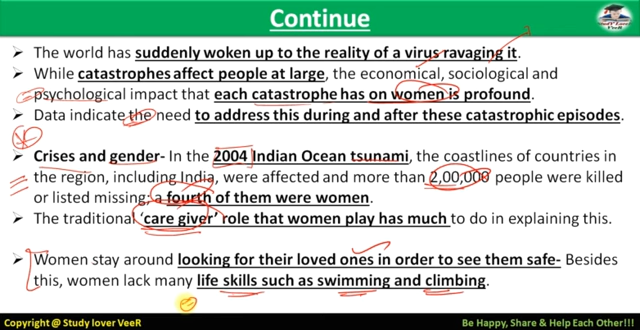 Continue
Study Lover
VeeR
The world has suddenly woken up to the reality of a virus ravaging it.
While catastrophes affect people at large, the economical, sociological and
psychological impact that each catastrophe has on women is profound.
Data indicate the need to address this during and after these catastrophic episodes.
Crises and gender- In the 2004 Indian Ocean tsunami, the coastlines of countries in
the region, including India, were affected and more than 2,00,000 people were killed
or listed missing; a fourth of them were women.
The traditional ‘care giver’ role that women play has much to do in explaining this.
Women stay around looking for their loved ones in order to see them safe- Besides
this, women lack many life skills such as swimming and climbing.
Copyright @ Study lover VeeR
Be Happy, Share & Help Each Other!!!